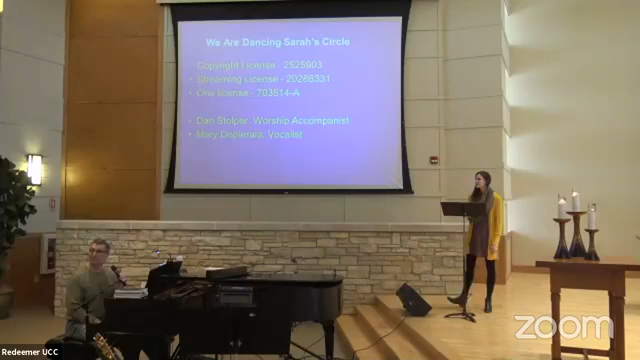 We Are Dancing Sarah's Circle
• Copyright License - 2525903
• Streaming License - 20286331
• One license - 703514-A
• Dan Stolper, Worship Accompanist
• Mary Dopierala, Vocalist
Redeemer UCC
zoom